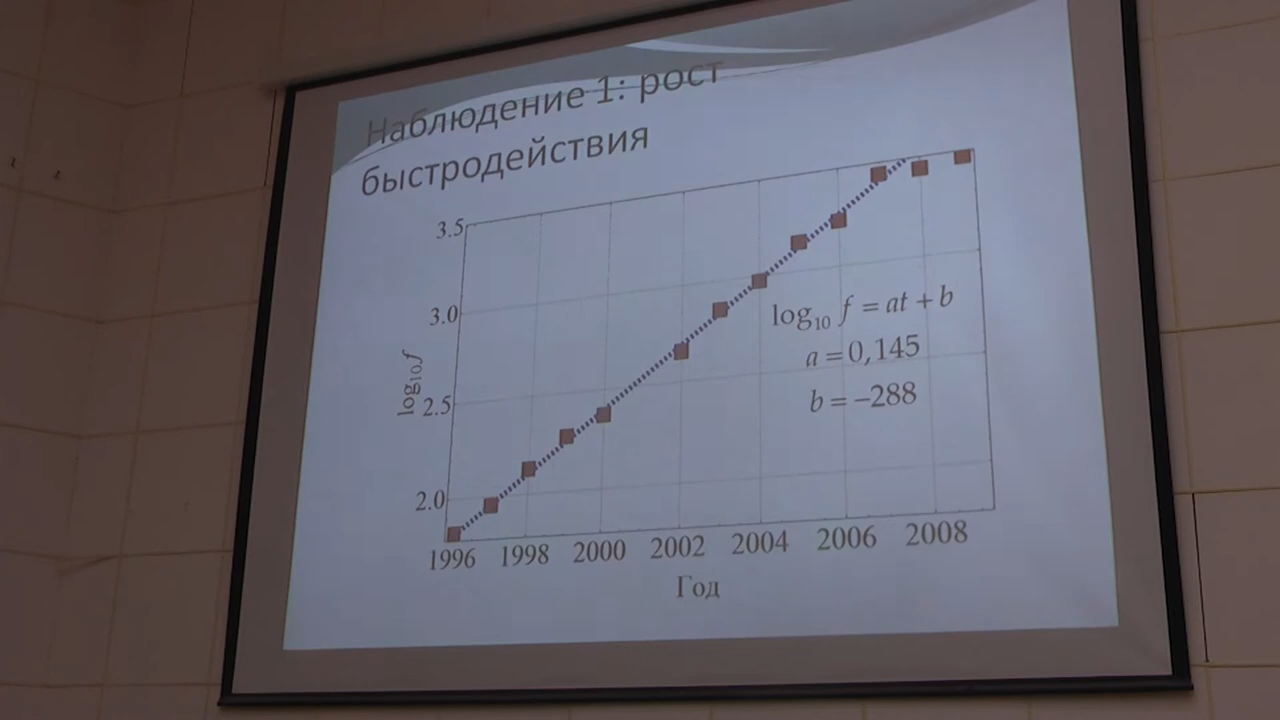 Наблюдение 1: рост
быстродействия
3.5
3.0
2.5
2.0
log₁₀f
log₁₀ f = at + b
a = 0,145
b = –288
1996 1998 2000 2002 2004 2006 2008
Год